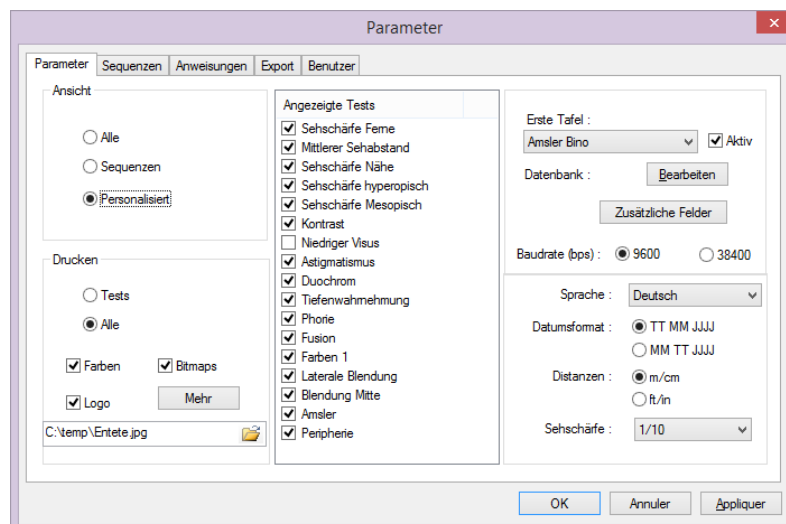 Parameter
Parameter Sequenzen Anweisungen Export Benutzer
Ansicht
Alle
Sequenzen
Personalisiert
Drucken
Tests
Alle
Farben Bitmaps
Logo Mehr
C:\temp\Entete.jpg
Angezeigte Tests
Sehschärfe Ferne
Mittlerer Sehabstand
Sehschärfe Nähe
Sehschärfe hyperopisch
Sehschärfe Mesopisch
Kontrast
Niedriger Visus
Astigmatismus
Duochrom
Tiefenwahrnehmung
Phorie
Fusion
Farben 1
Laterale Blendung
Blendung Mitte
Amsler
Peripherie
Erste Tafel :
Amsler Bino Aktiv
Datenbank : Bearbeiten
Zusätzliche Felder
Baudrate (bps) : 9600 38400
Sprache : Deutsch
Datumsformat : TT MM JJJJ
MM TT JJJJ
Distanzen : m/cm
ft/in
Sehschärfe : 1/10
OK Annuler Appliquer